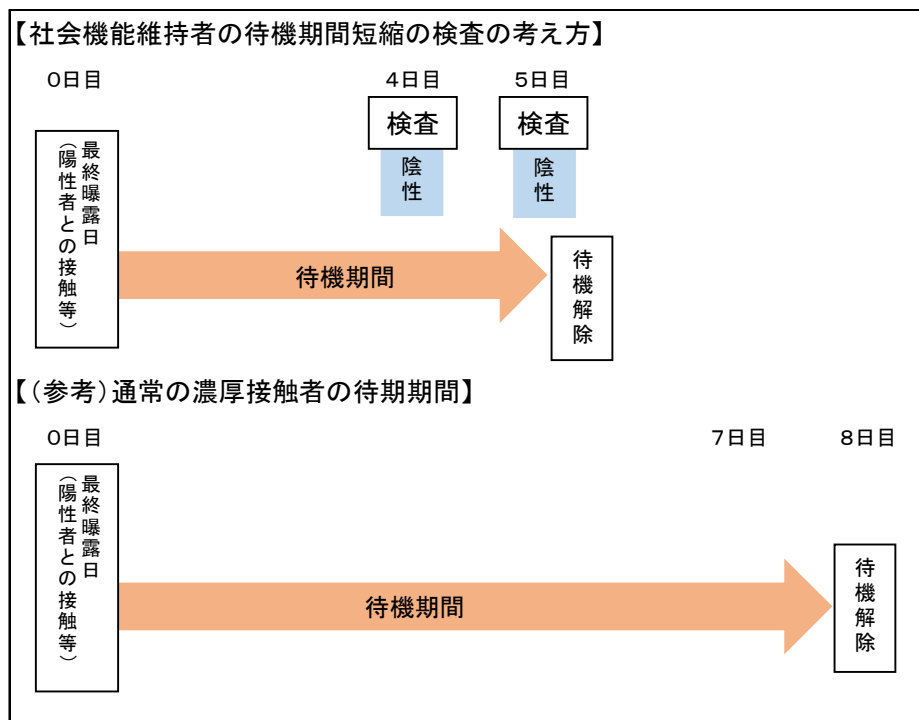 【社会機能維持者の待機期間短縮の検査の考え方】
0日目
4日目
5日目
検査
検査
陰性
陰性
最終曝露日
（陽性者との接触等）
待機期間
待機解除
【（参考）通常の濃厚接触者の待期期間】
0日目
7日目
8日目
最終曝露日
（陽性者との接触等）
待機期間
待機解除